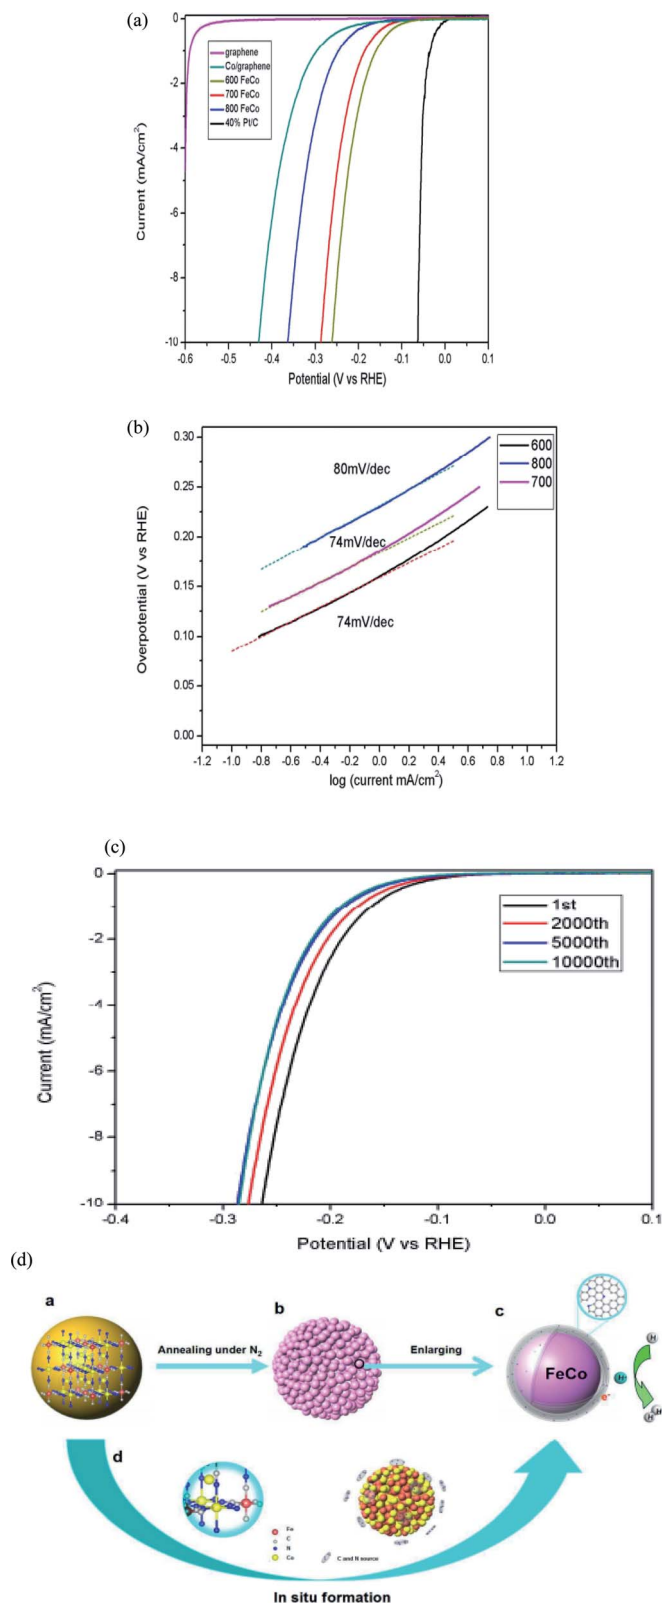 (a)
0
-2
-4
-6
-8
-10
Current (mA/cm²)
graphene
Co/graphene
600 FeCo
700 FeCo
800 FeCo
40% Pt/C
-0.6 -0.5 -0.4 -0.3 -0.2 -0.1 0.0 0.1
Potential (V vs RHE)
(b)
0.30
0.25
0.20
0.15
0.10
0.05
0.00
Overpotential (V vs RHE)
80mV/dec
74mV/dec
74mV/dec
600
800
700
-1.2 -1.0 -0.8 -0.6 -0.4 -0.2 0.0 0.2 0.4 0.6 0.8 1.0 1.2
log (current mA/cm²)
(c)
0
-2
-4
-6
-8
-10
Current (mA/cm²)
1st
2000th
5000th
10000th
-0.4 -0.3 -0.2 -0.1 0.0 0.1
Potential (V vs RHE)
(d)
a
Annealing under N₂
b
Enlarging
c
FeCo
H⁺
e⁻
H
H
H
d
Fe
C
N
Co
C and N source
In situ formation